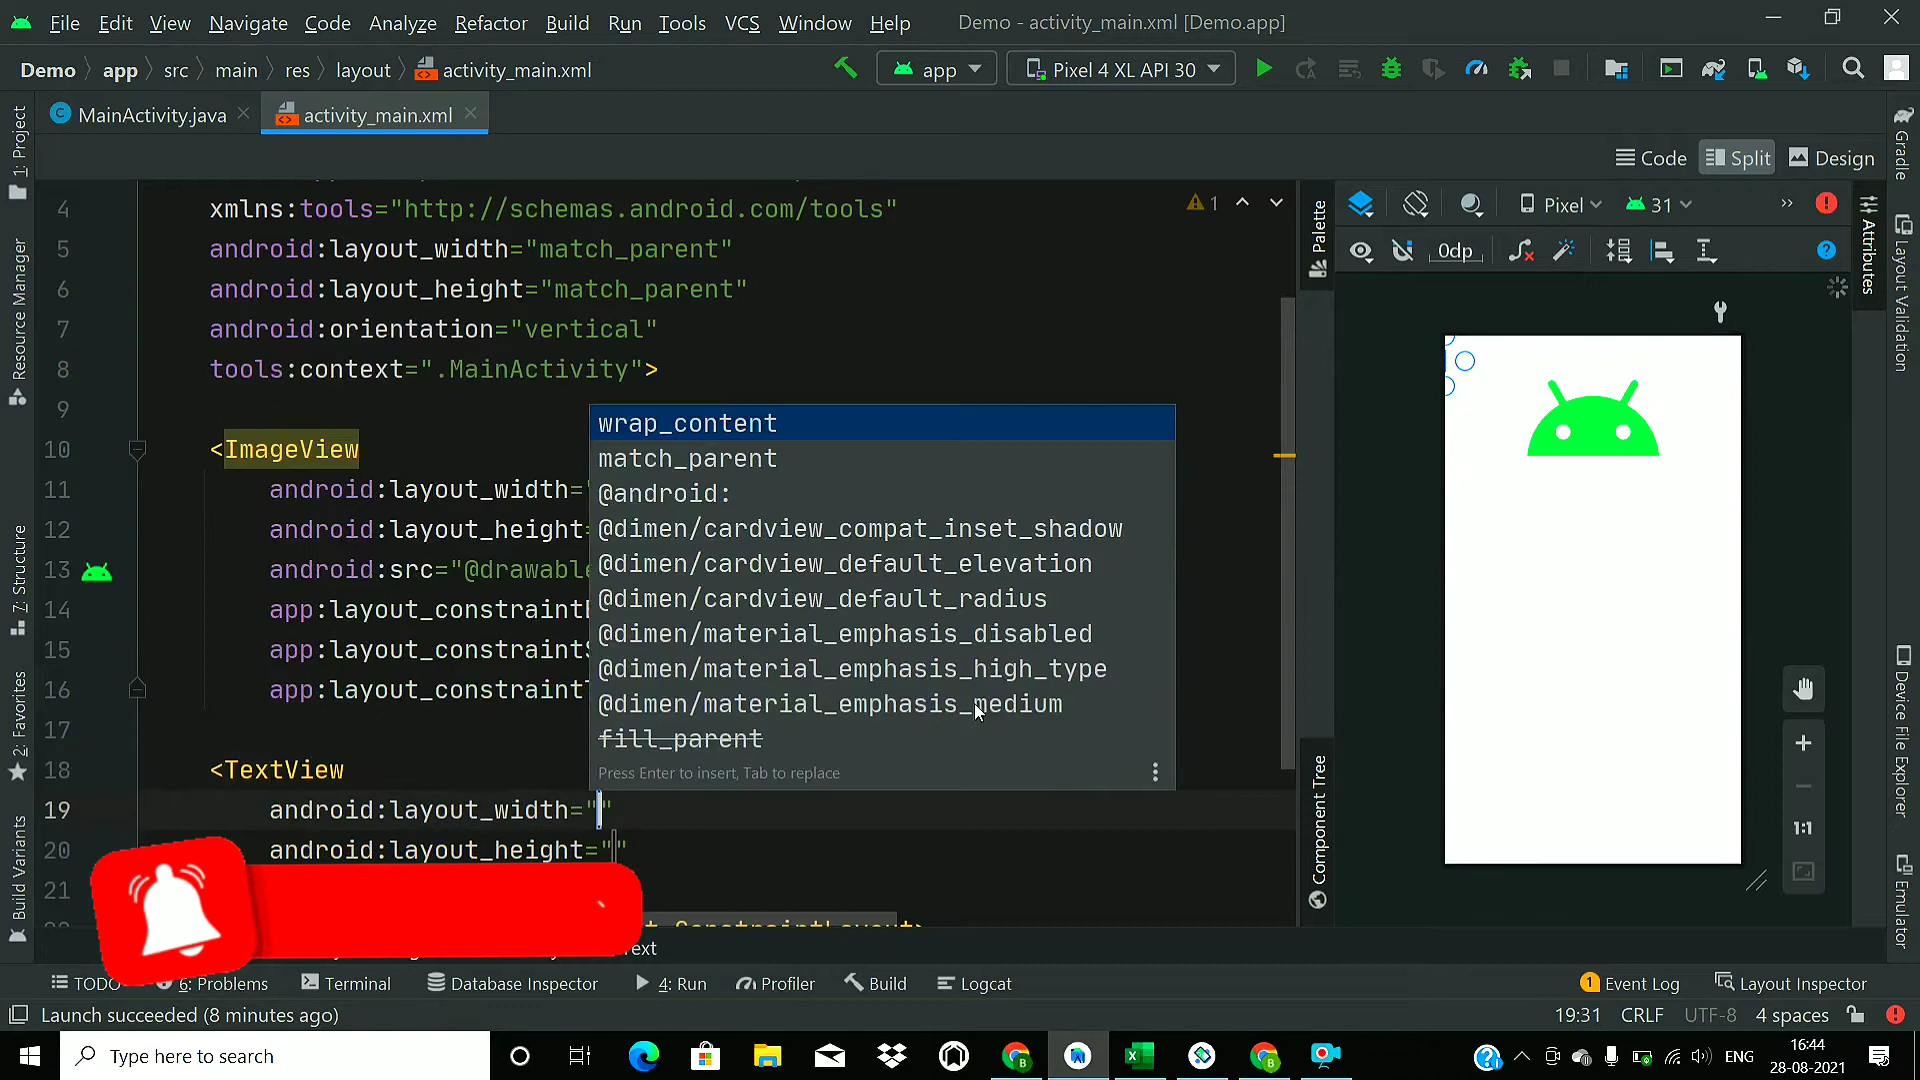 File Edit View Navigate Code Analyze Refactor Build Run Tools VCS Window Help Demo - activity_main.xml [Demo.app]
Demo app src main res layout activity_main.xml app Pixel 4 XL API 30
MainActivity.java activity_main.xml
Code Split Design
1: Project
Resource Manager
7: Structure
2: Favorites
Build Variants
4 xmlns:tools="http://schemas.android.com/tools"
5 android:layout_width="match_parent"
6 android:layout_height="match_parent"
7 android:orientation="vertical"
8 tools:context=".MainActivity">
9
10 <ImageView
11 android:layout_width="
12 android:layout_height=
13 android:src="@drawable
14 app:layout_constraint
15 app:layout_constraint
16 app:layout_constraint
17
18 <TextView
19 android:layout_width=""
20 android:layout_height=""
21
1
wrap_content
match_parent
@android:
@dimen/cardview_compat_inset_shadow
@dimen/cardview_default_elevation
@dimen/cardview_default_radius
@dimen/material_emphasis_disabled
@dimen/material_emphasis_high_type
@dimen/material_emphasis_medium
fill_parent
Press Enter to insert, Tab to replace
Palette
Component Tree
Pixel 31
0dp
1:1
Attributes
Gradle
Layout Validation
Device File Explorer
Emulator
TODO 6: Problems Terminal Database Inspector 4: Run Profiler Build Logcat 1 Event Log Layout Inspector
Launch succeeded (8 minutes ago) 19:31 CRLF UTF-8 4 spaces
Type here to search ENG 16:44
28-08-2021